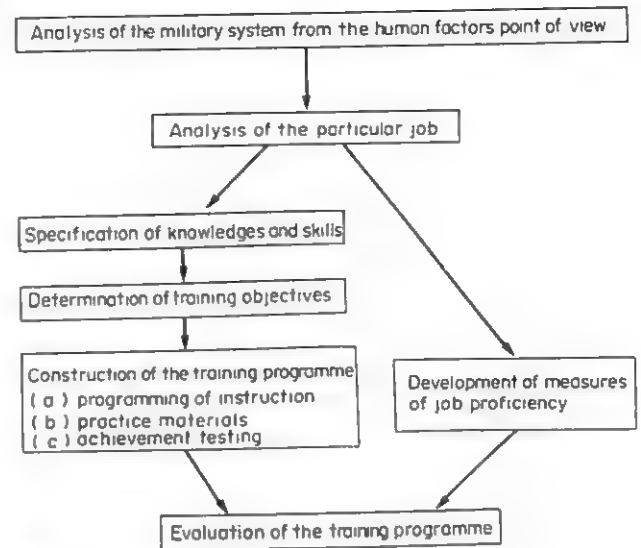 Analysis of the military system from the human factors point of view
Analysis of the particular job
Specification of knowledges and skills
Determination of training objectives
Construction of the training programme
(a) programming of instruction
(b) practice materials
(c) achievement testing
Development of measures
of job proficiency
Evaluation of the training programme